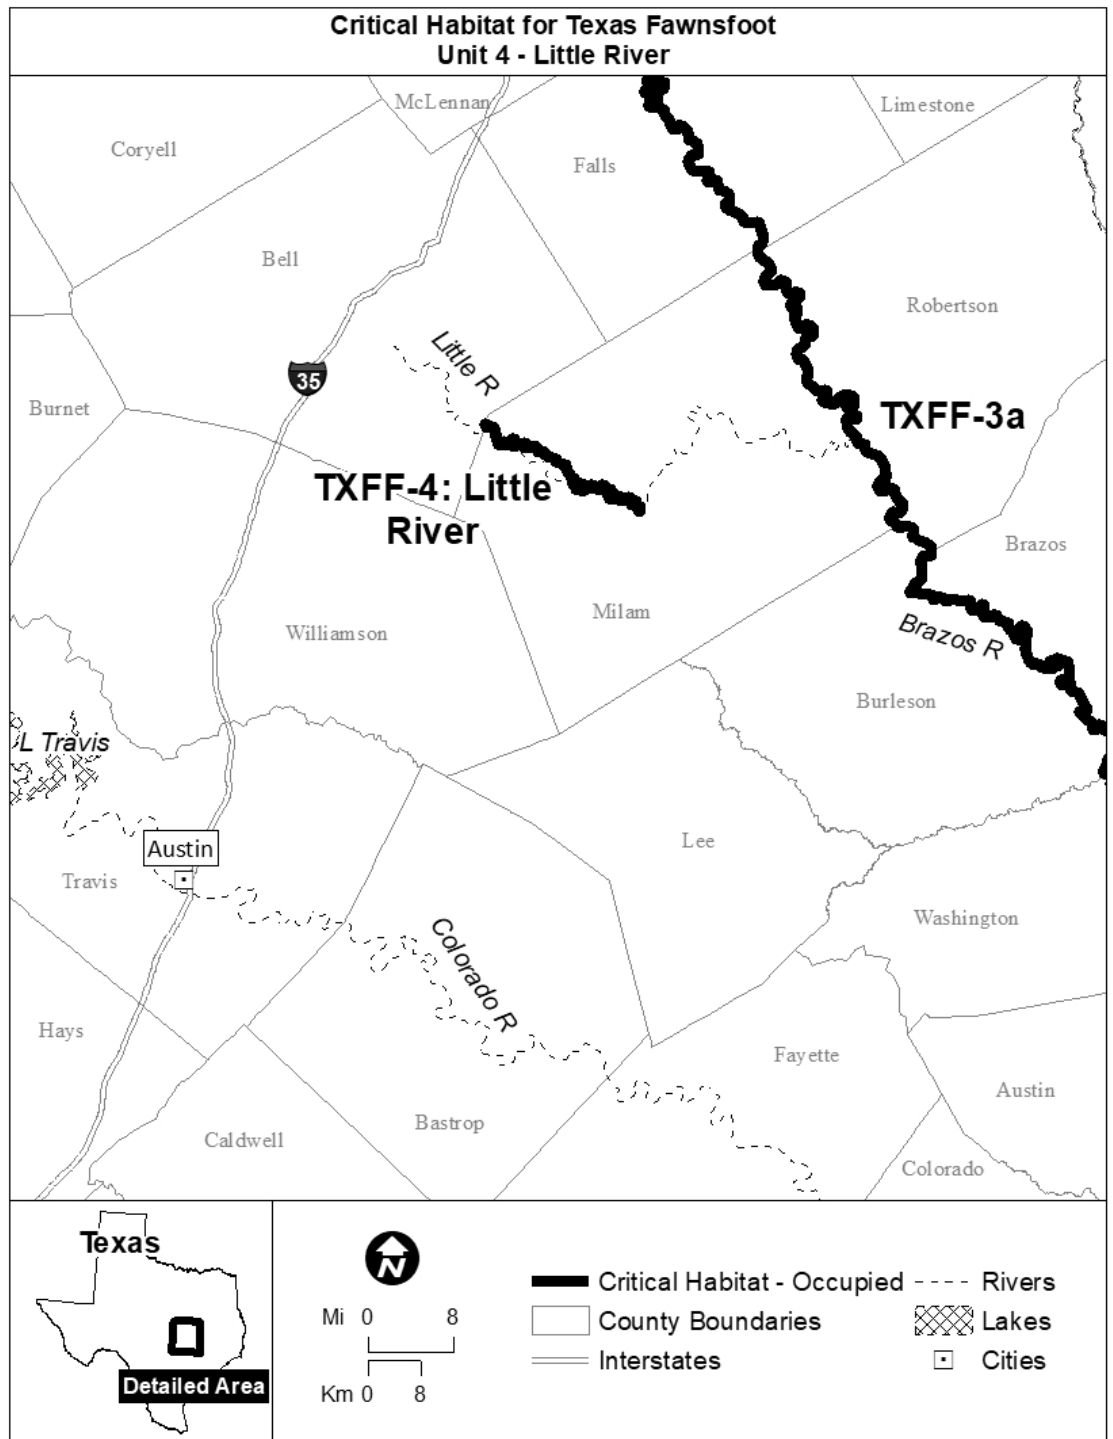 Critical Habitat for Texas Fawnsfoot
Unit 4 - Little River
McLennan
Limestone
Coryell
Falls
Bell
Robertson
Little R
35
Burnet
TXFF-3a
TXFF-4: Little
River
Brazos
Milam
Williamson
Brazos R
Burleson
L Travis
Lee
Austin
Travis
Washington
Colorado R
Hays
Fayette
Austin
Bastrop
Caldwell
Colorado
Texas
Detailed Area
N
Mi 0 8
Km 0 8
Critical Habitat - Occupied
County Boundaries
Interstates
Rivers
Lakes
Cities